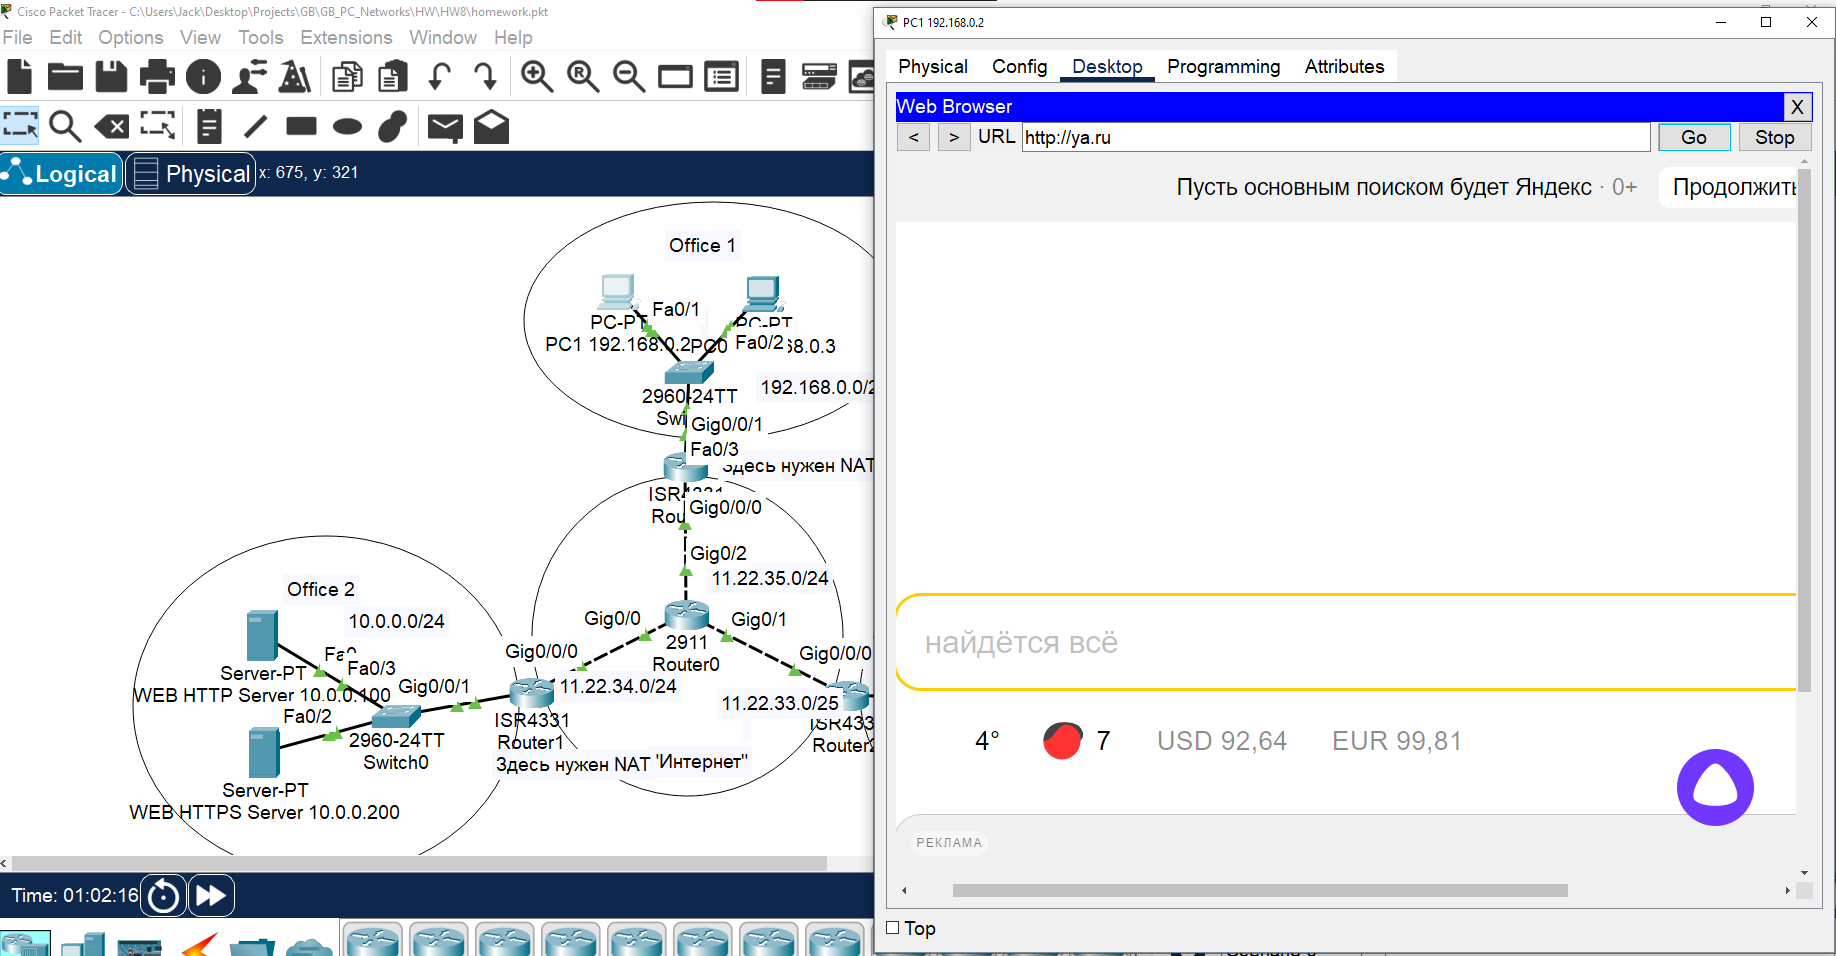 Cisco Packet Tracer - C:\Users\Jack\Desktop\Projects\GB\GB_PC_Networks\HW\HW8\homework.pkt
File Edit Options View Tools Extensions Window Help
Logical Physical x: 675, y: 321
Office 1
Fa0/1
PC-PT
PC-PT
PC1 192.168.0.2
PC0
Fa0/2
68.0.3
2960-24TT
192.168.0.0/2
Swi
Gig0/0/1
Fa0/3
Здесь нужен NAT
ISR4331
Rou
Gig0/0/0
Gig0/2
11.22.35.0/24
Office 2
10.0.0.0/24
Gig0/0
Gig0/1
2911
Router0
Gig0/0/0
Gig0/0/0
Server-PT
Fa0/3
WEB HTTP Server 10.0.0.100
Gig0/0/1
11.22.34.0/24
11.22.33.0/25
Fa0/2
ISR4331
Router1
ISR433
Router
2960-24TT
Switch0
Здесь нужен NAT
"Интернет"
Server-PT
WEB HTTPS Server 10.0.0.200
Time: 01:02:16
PC1 192.168.0.2
Physical Config Desktop Programming Attributes
Web Browser X
< > URL http://ya.ru Go Stop
Пусть основным поиском будет Яндекс · 0+ Продолжить
найдётся всё
4° 7 USD 92,64 EUR 99,81
РЕКЛАМА
Top